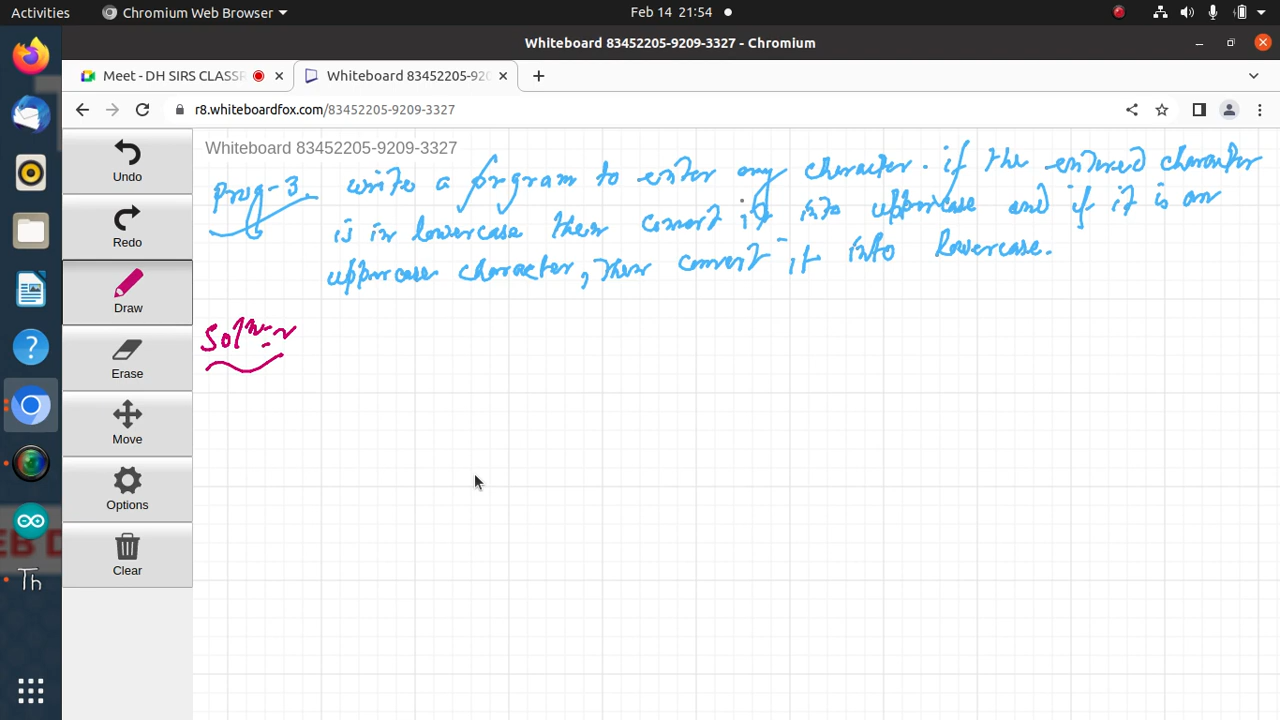 Activities
Chromium Web Browser
Feb 14 21:54
Whiteboard 83452205-9209-3327 - Chromium
Meet - DH SIRS CLASSR
Whiteboard 83452205-920
r8.whiteboardfox.com/83452205-9209-3327
Undo
Redo
Draw
Erase
Move
Options
Clear
EB D
Th
Whiteboard 83452205-9209-3327
Prog-3. write a program to enter any character. if the entered character
is in lowercase then convert it into uppercase and if it is an
uppercase character, then convert it into lowercase.
Soln:-